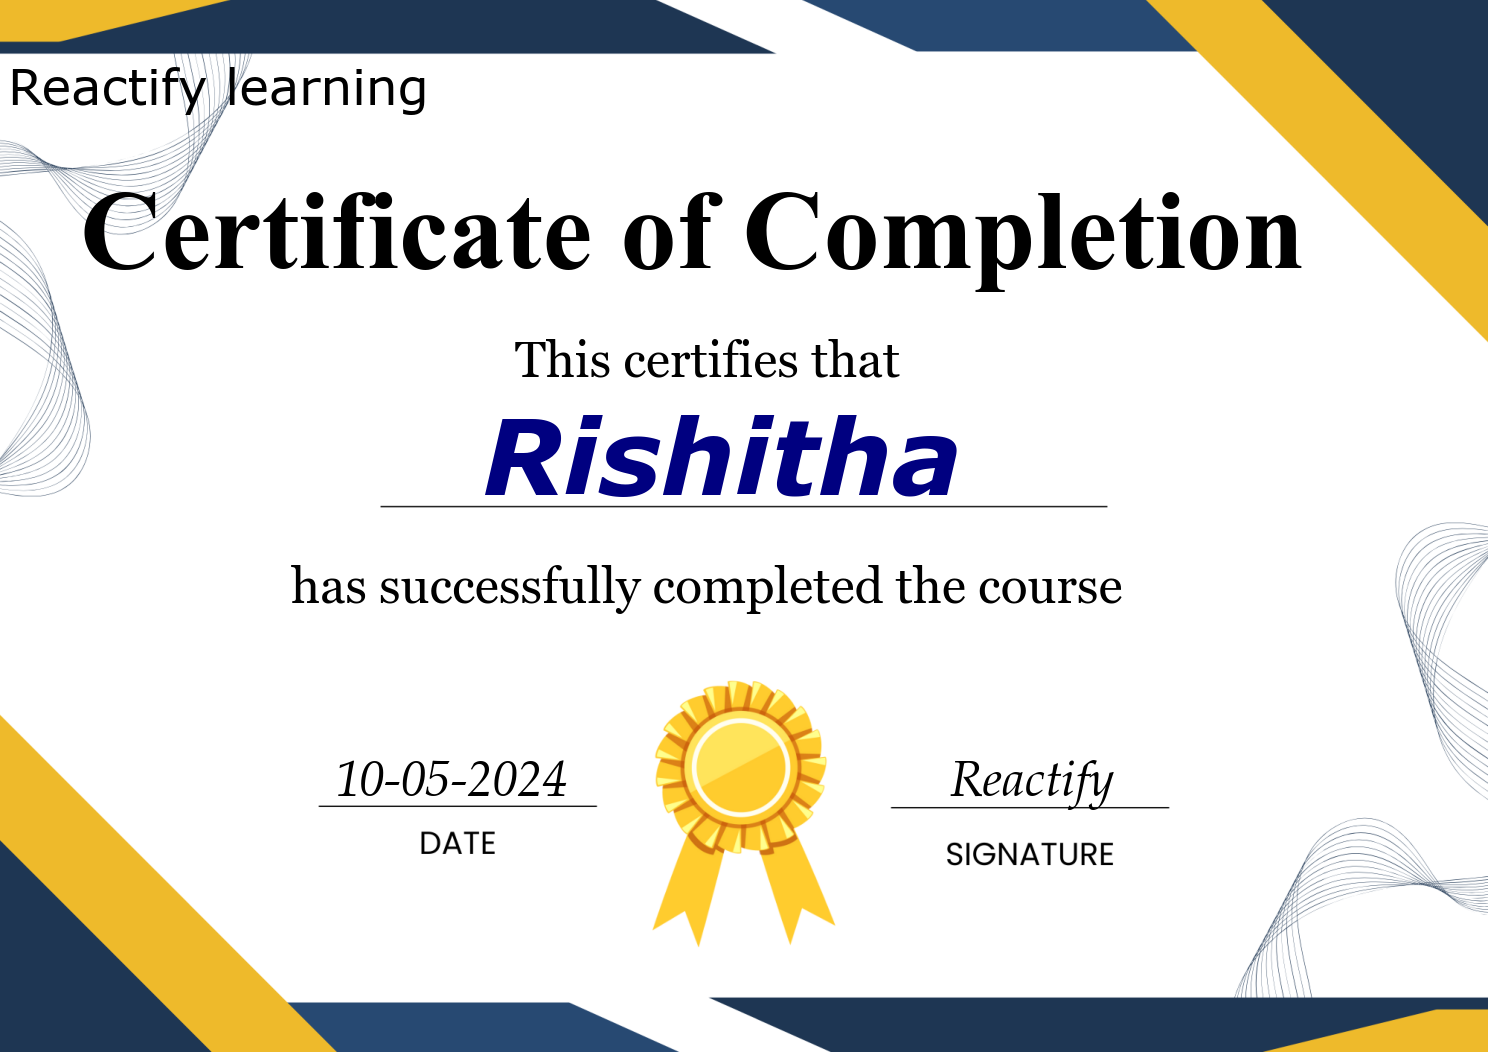 Reactify learning
Certificate of Completion
This certifies that
Rishitha
has successfully completed the course
10-05-2024
Reactify
DATE
SIGNATURE